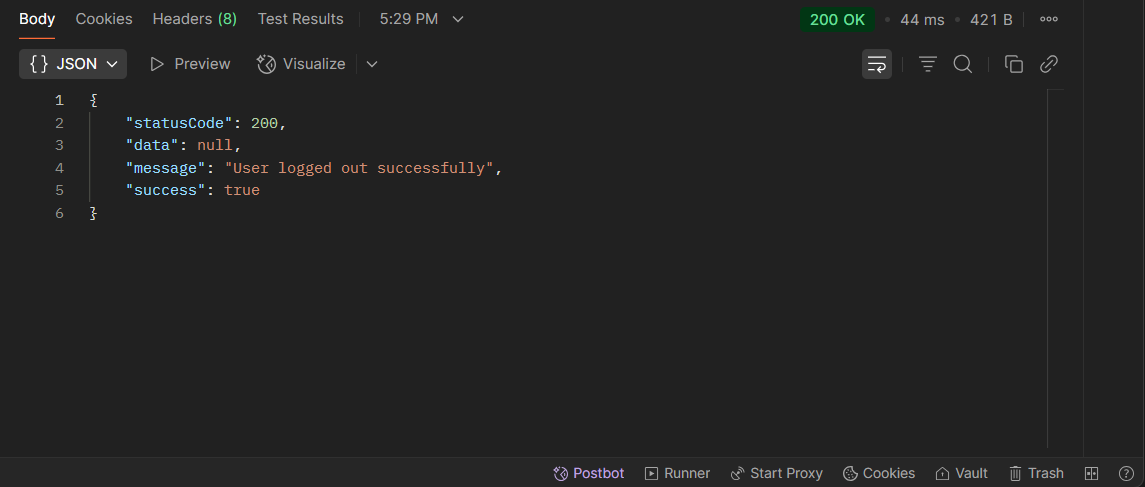 Body Cookies Headers (8) Test Results 5:29 PM 200 OK • 44 ms • 421 B
{} JSON Preview Visualize
1 {
2 "statusCode": 200,
3 "data": null,
4 "message": "User logged out successfully",
5 "success": true
6 }
Postbot Runner Start Proxy Cookies Vault Trash